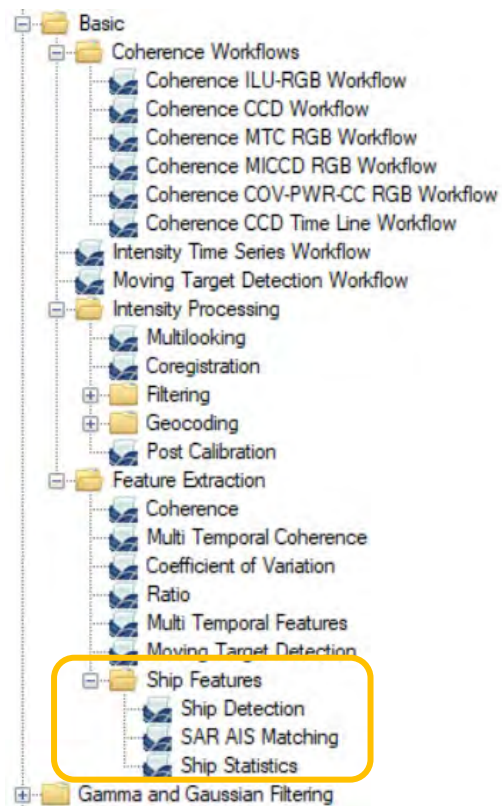 Basic
Coherence Workflows
Coherence ILU-RGB Workflow
Coherence CCD Workflow
Coherence MTC RGB Workflow
Coherence MICCD RGB Workflow
Coherence COV-PWR-CC RGB Workflow
Coherence CCD Time Line Workflow
Intensity Time Series Workflow
Moving Target Detection Workflow
Intensity Processing
Multilooking
Coregistration
Filtering
Geocoding
Post Calibration
Feature Extraction
Coherence
Multi Temporal Coherence
Coefficient of Variation
Ratio
Multi Temporal Features
Moving Target Detection
Ship Features
Ship Detection
SAR AIS Matching
Ship Statistics
Gamma and Gaussian Filtering